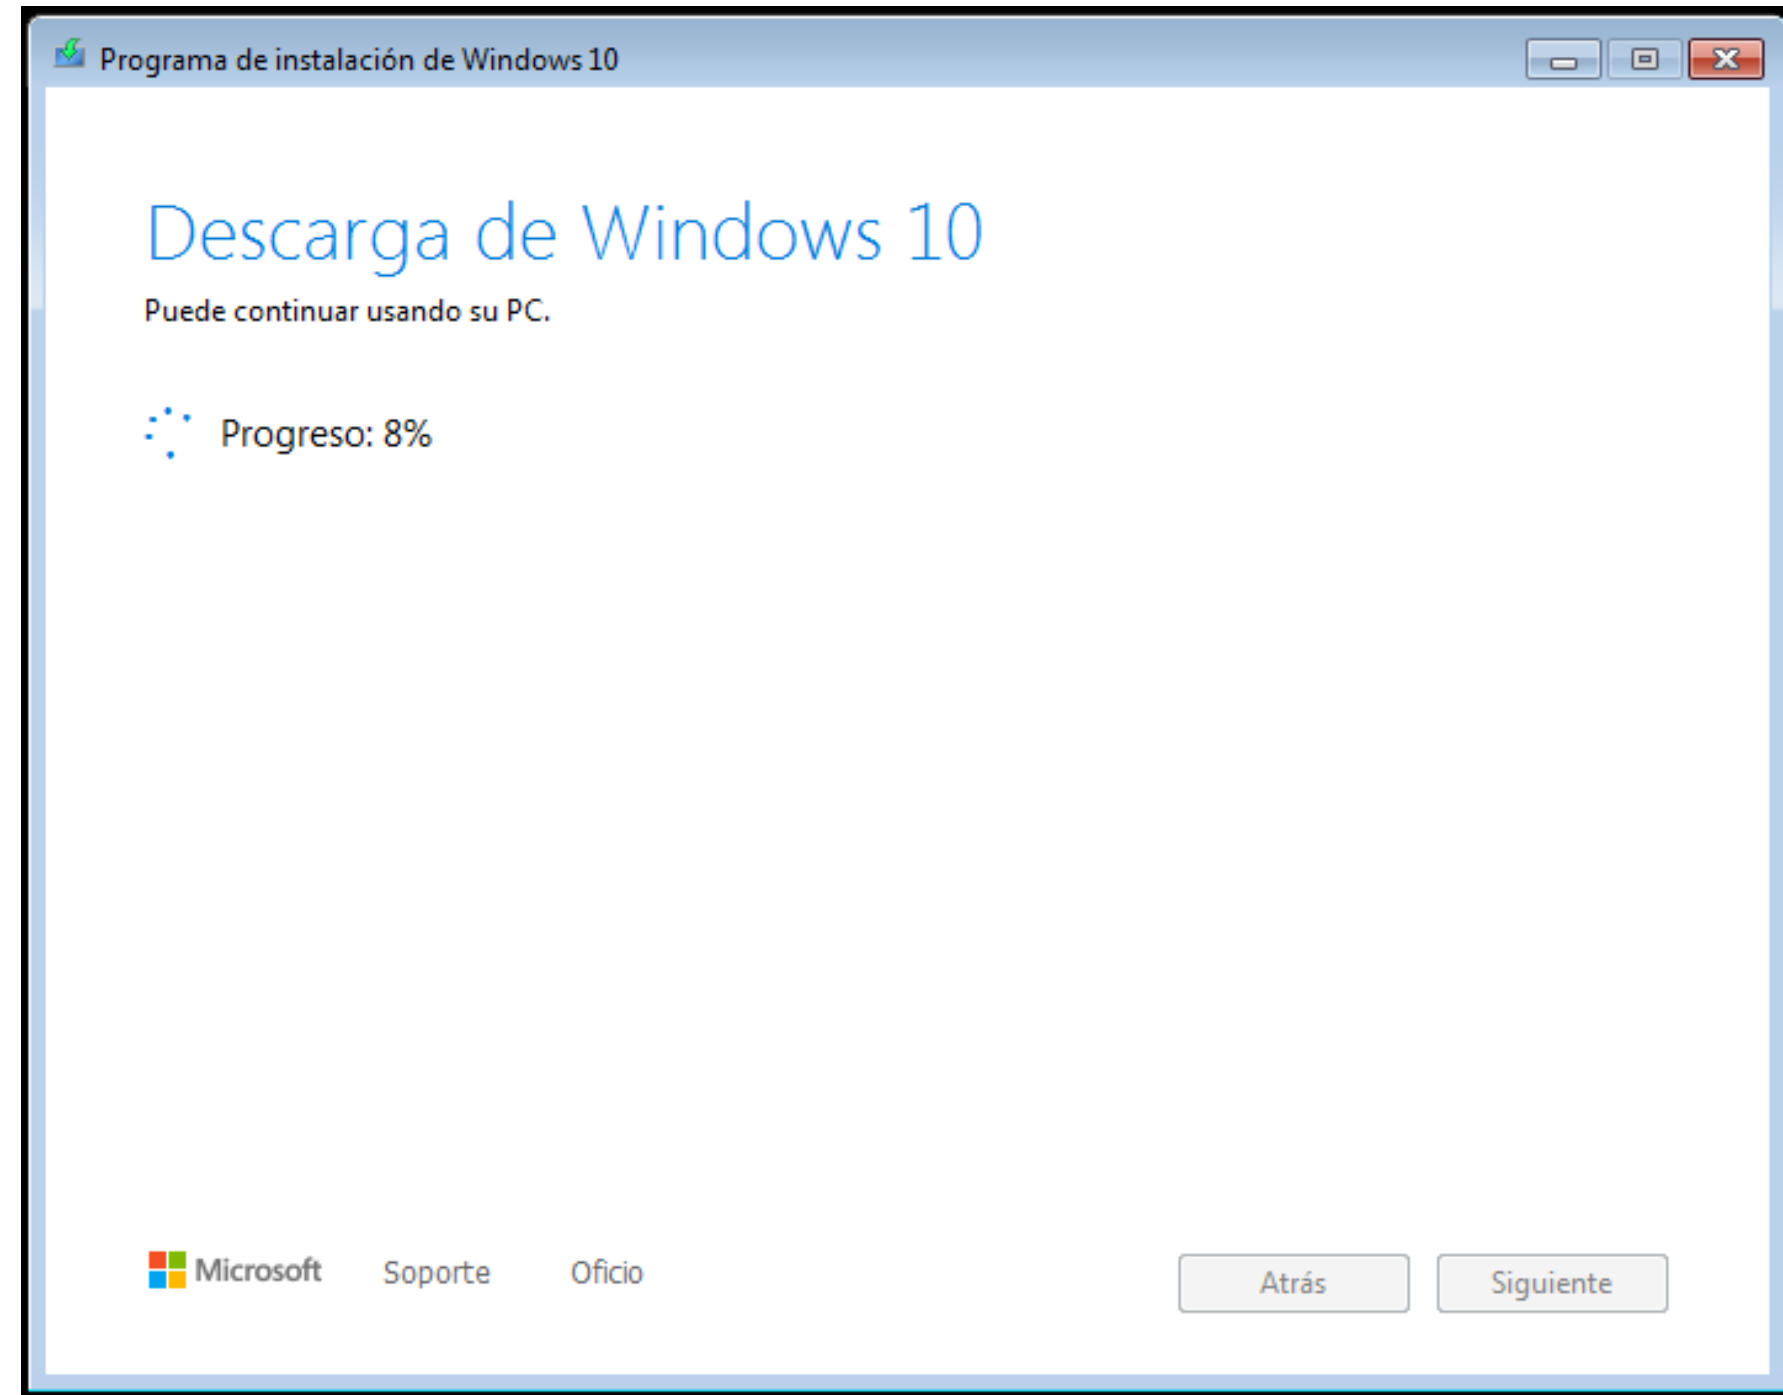 Programa de instalación de Windows 10
Descarga de Windows 10
Puede continuar usando su PC.
Progreso: 8%
Microsoft Soporte Oficio
Atrás Siguiente